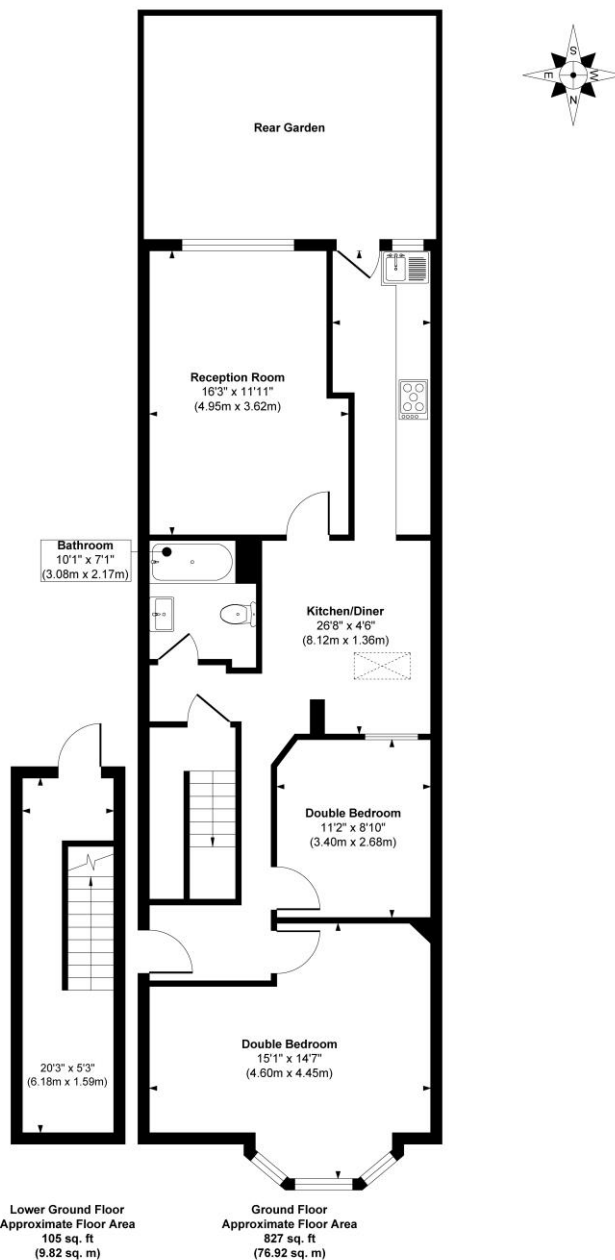 S
E
W
N
Rear Garden
Reception Room
16'3" x 11'11"
(4.95m x 3.62m)
Bathroom
10'1" x 7'1"
(3.08m x 2.17m)
Kitchen/Diner
26'8" x 4'6"
(8.12m x 1.36m)
Double Bedroom
11'2" x 8'10"
(3.40m x 2.68m)
Double Bedroom
15'1" x 14'7"
(4.60m x 4.45m)
20'3" x 5'3"
(6.18m x 1.59m)
Lower Ground Floor
Approximate Floor Area
105 sq. ft
(9.82 sq. m)
Ground Floor
Approximate Floor Area
827 sq. ft
(76.92 sq. m)